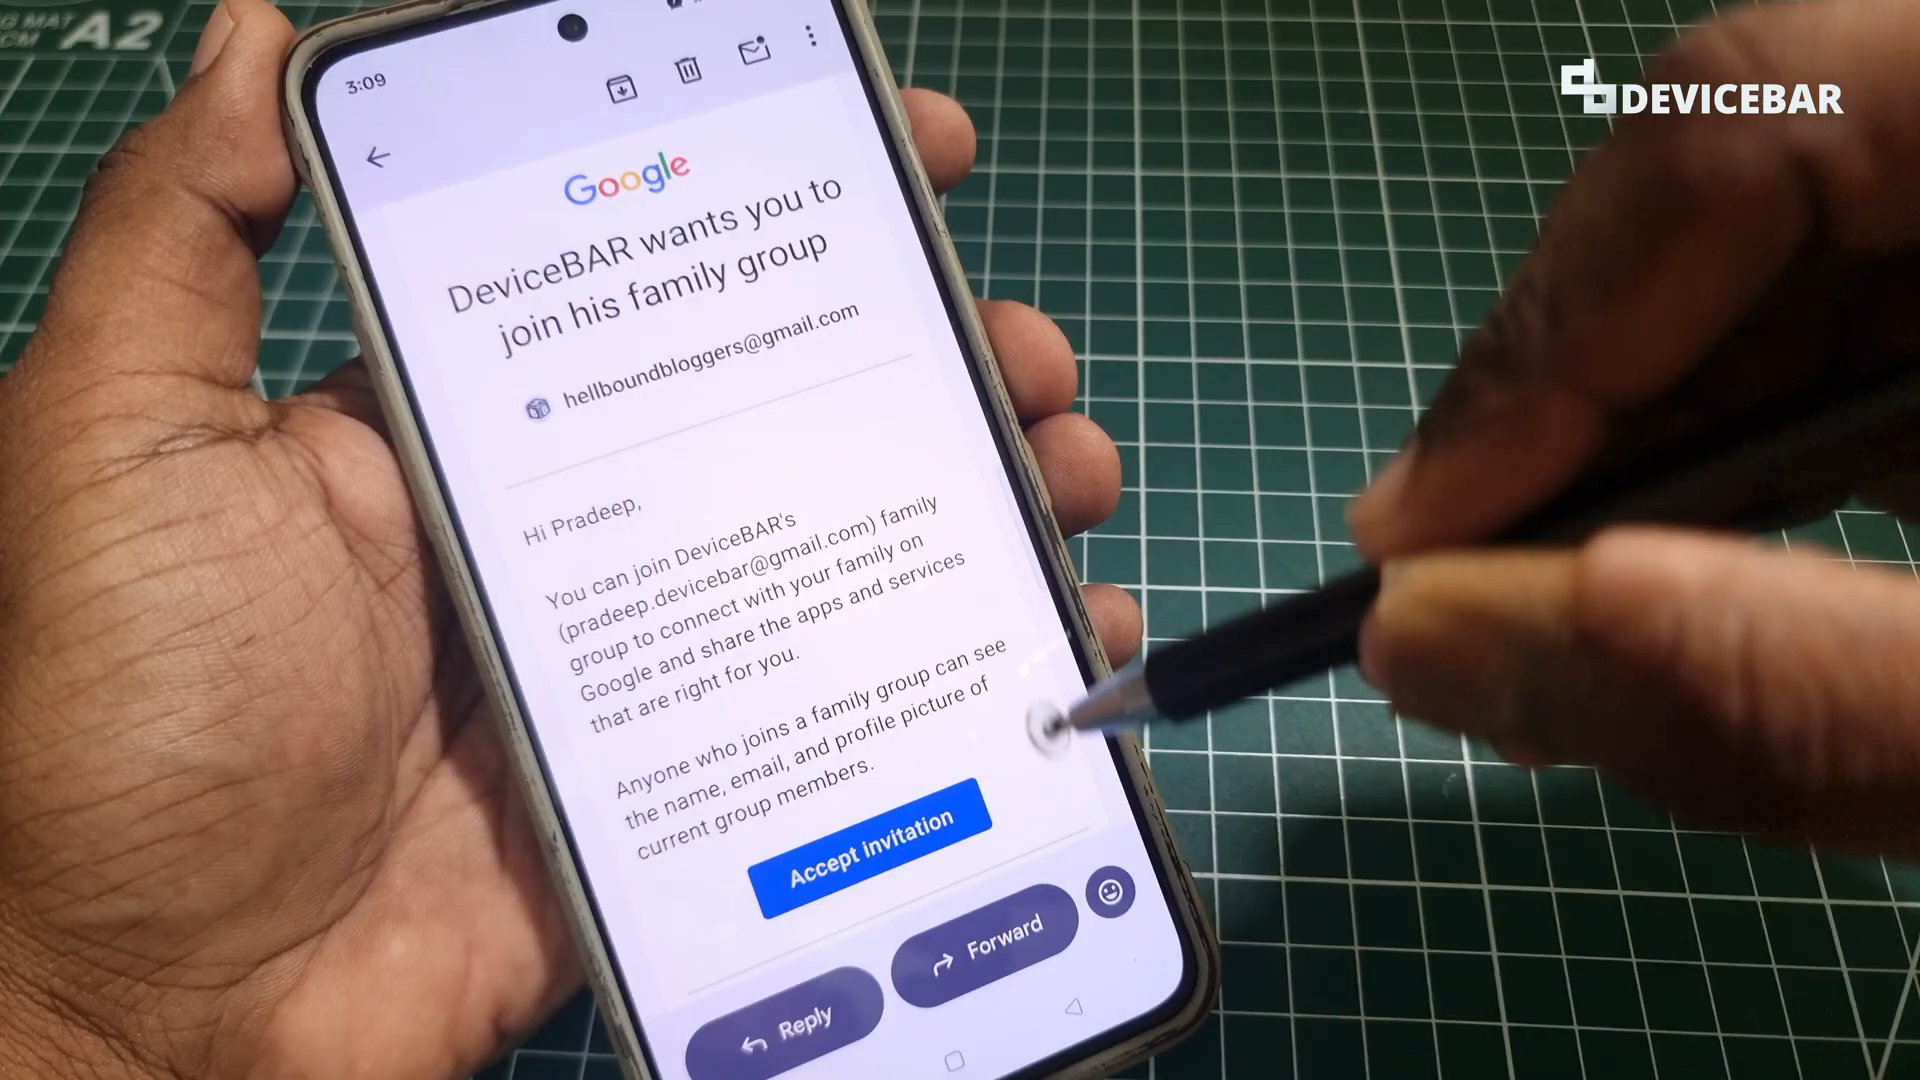 A2
3:09
DEVICEBAR
Google
DeviceBAR wants you to
join his family group
hellboundbloggers@gmail.com
Hi Pradeep,
You can join DeviceBAR's
(pradeep.devicebar@gmail.com) family
group to connect with your family on
Google and share the apps and services
that are right for you.
Anyone who joins a family group can see
the name, email, and profile picture of
current group members.
Accept invitation
Reply
Forward